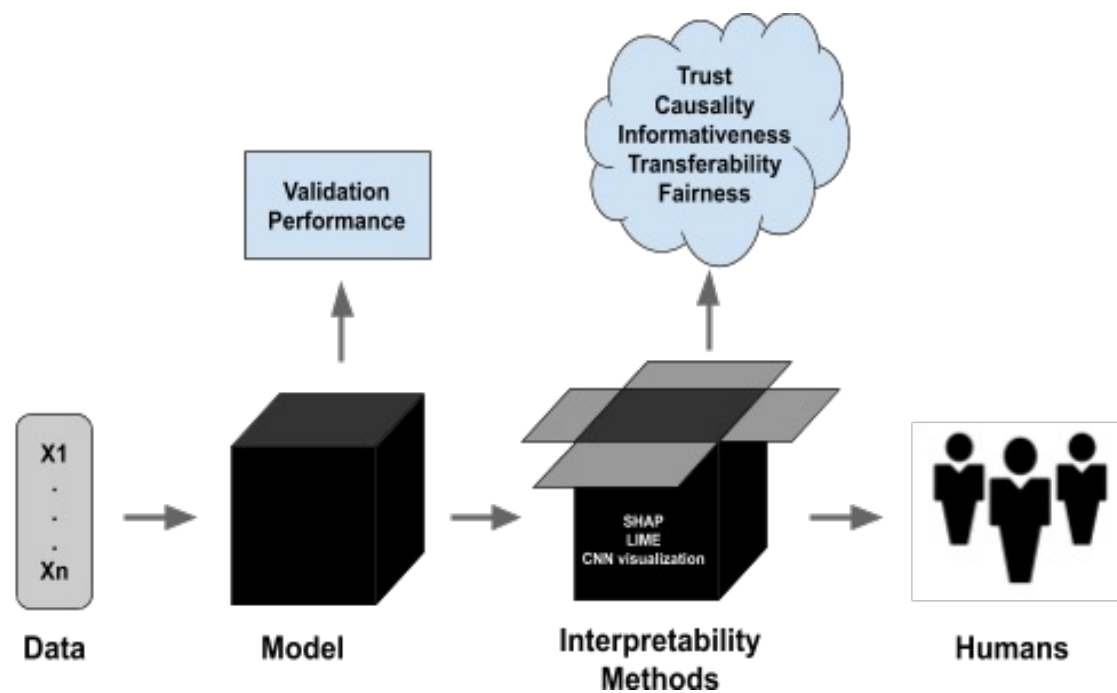 Trust
Causality
Informativeness
Transferability
Fairness
Validation
Performance
X1
.
.
.
Xn
SHAP
LIME
CNN visualization
Data
Model
Interpretability
Methods
Humans